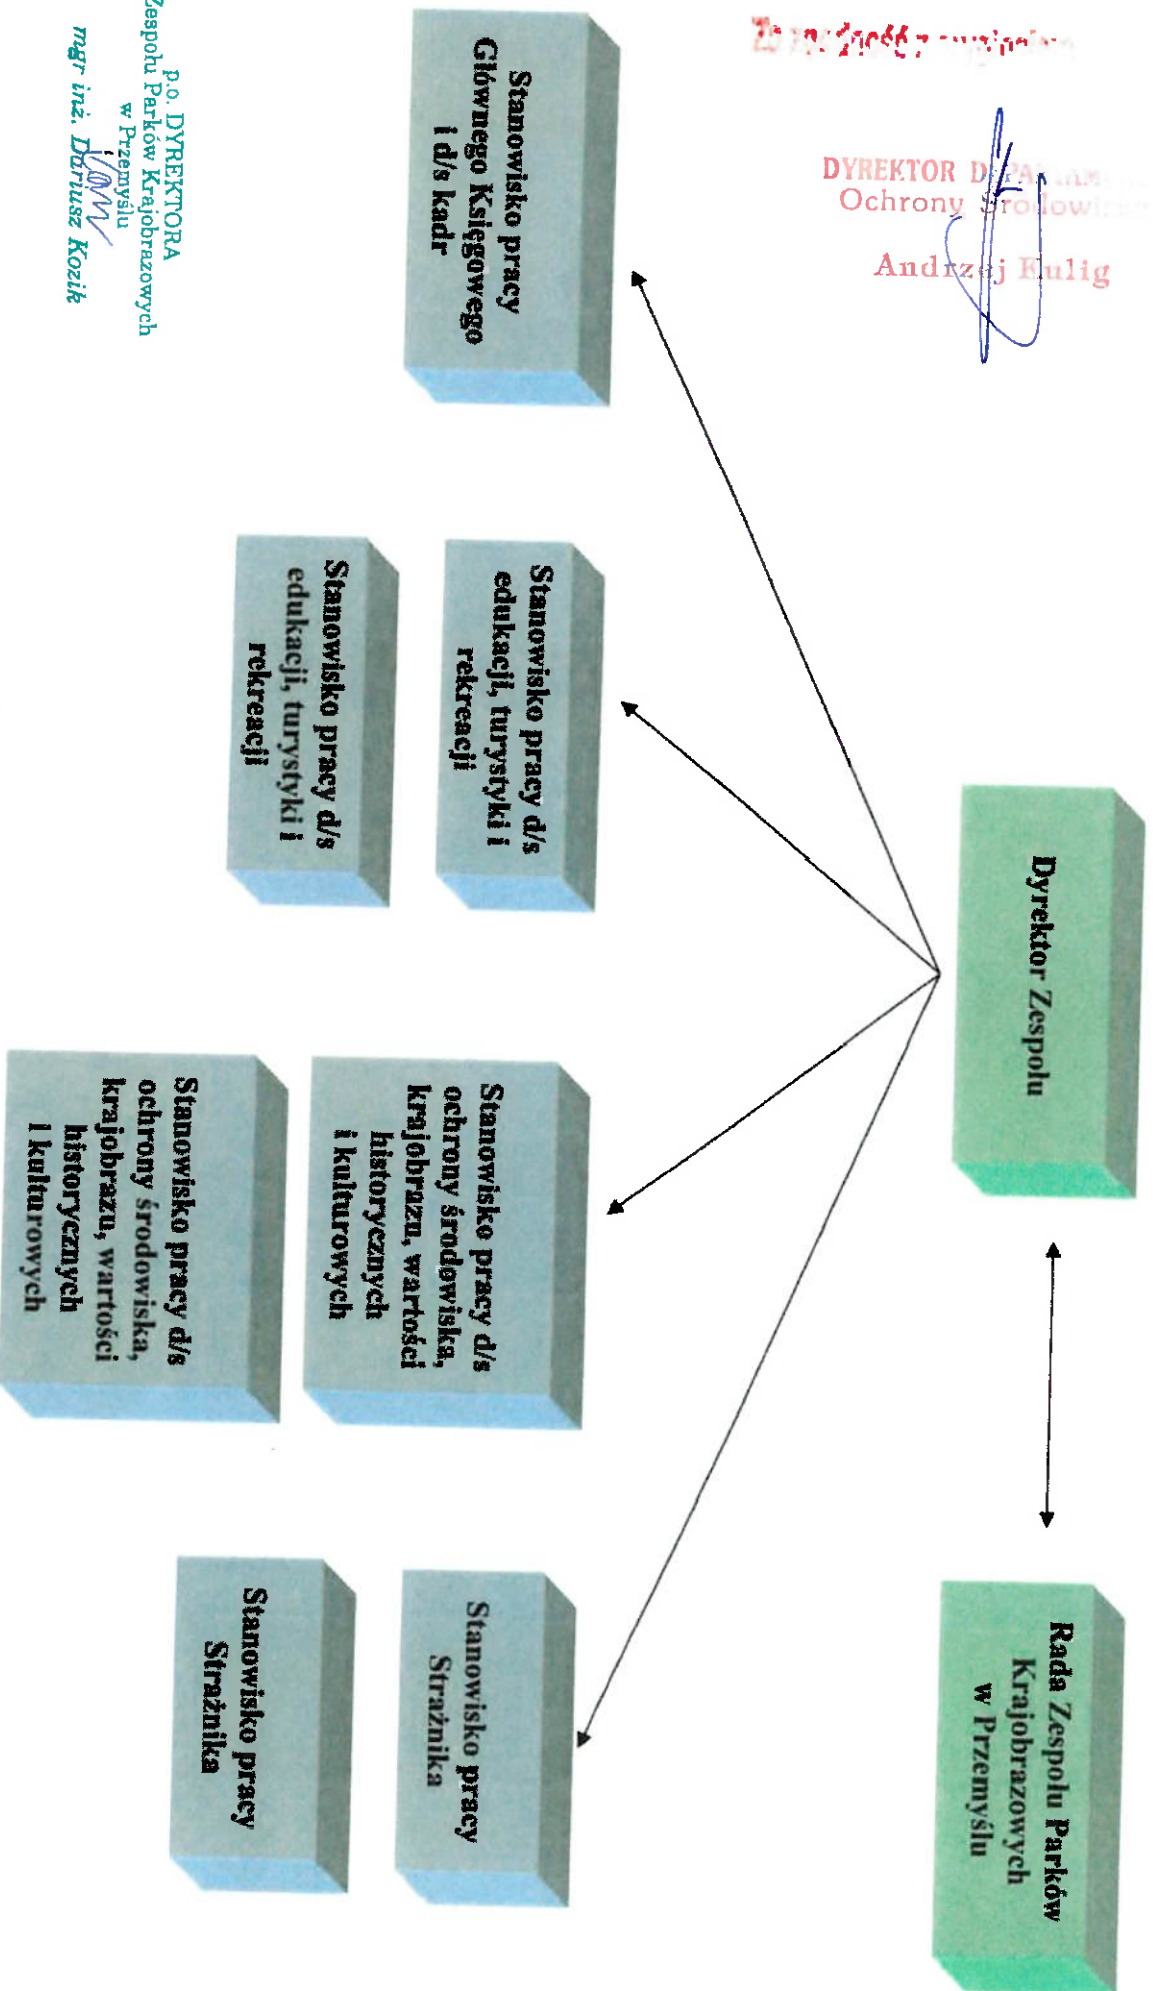 Dyrektor Zespołu
Rada Zespołu Parków
Krajobrazowych
w Przemyślu
Stanowisko pracy
Głównego Księgowego
i d/s kadr
Stanowisko pracy d/s
edukacji, turystyki i
rekreacji
Stanowisko pracy d/s
edukacji, turystyki i
rekreacji
Stanowisko pracy d/s
ochrony środowiska,
krajobrazu, wartości
historycznych
i kulturowych
Stanowisko pracy d/s
ochrony środowiska,
krajobrazu, wartości
historycznych
i kulturowych
Stanowisko pracy
Strażnika
Stanowisko pracy
Strażnika
DYREKTOR
Ochrony
Andrzej Kulig
p.o. DYREKTORA
Zespołu Parków Krajobrazowych
w Przemyślu
mgr inż. Dariusz Kozik